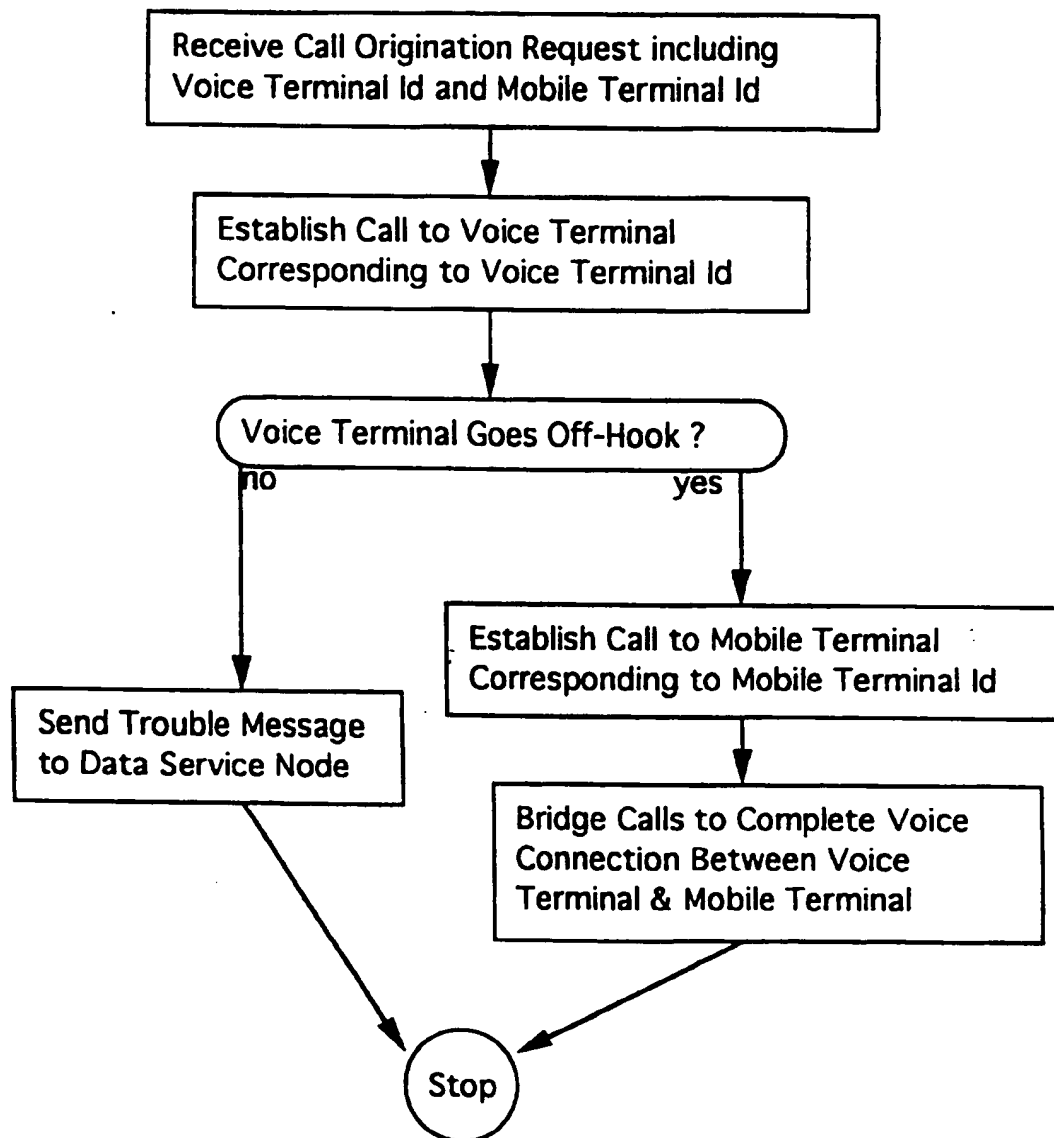 Receive Call Origination Request including
Voice Terminal Id and Mobile Terminal Id
Establish Call to Voice Terminal
Corresponding to Voice Terminal Id
Voice Terminal Goes Off-Hook ?
no
yes
Establish Call to Mobile Terminal
Corresponding to Mobile Terminal Id
Send Trouble Message
to Data Service Node
Bridge Calls to Complete Voice
Connection Between Voice
Terminal & Mobile Terminal
Stop